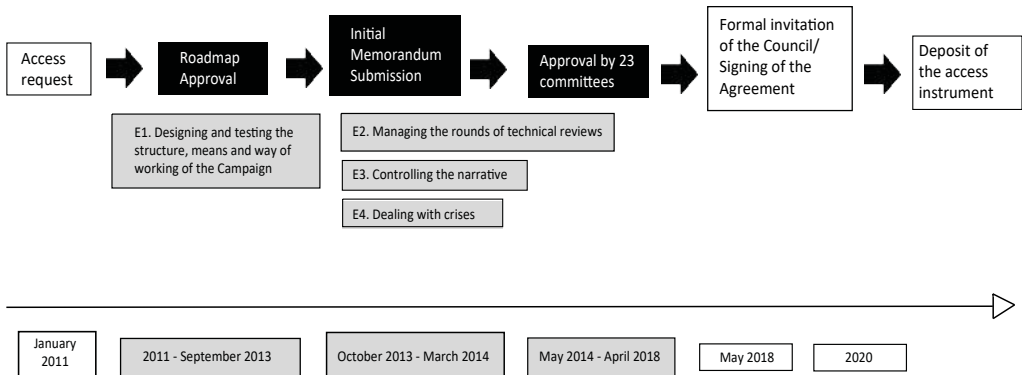 Access
request
Roadmap
Approval
Initial
Memorandum
Submission
Approval by 23
committees
Formal invitation
of the Council/
Signing of the
Agreement
Deposit of
the access
instrument
E1. Designing and testing the
structure, means and way of
working of the Campaign
E2. Managing the rounds of technical reviews
E3. Controlling the narrative
E4. Dealing with crises
January
2011
2011 - September 2013
October 2013 - March 2014
May 2014 - April 2018
May 2018
2020